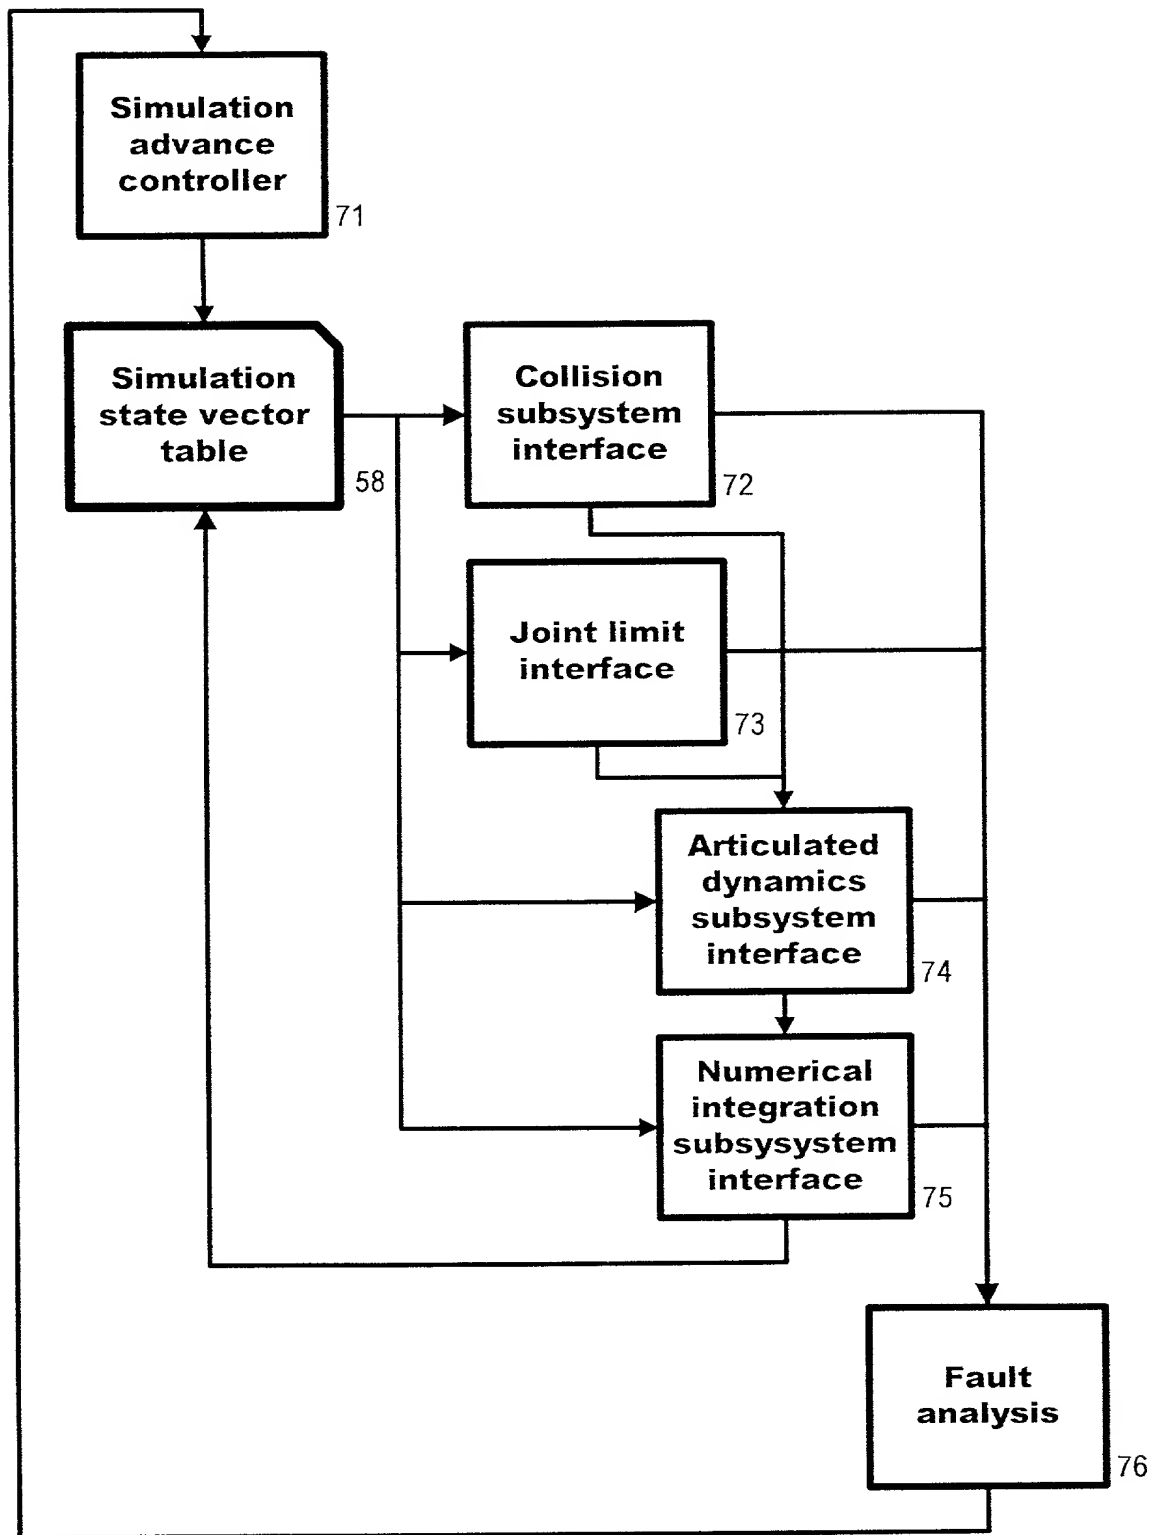 Simulation
advance
controller
71
Simulation
state vector
table
58
Collision
subsystem
interface
72
Joint limit
interface
73
Articulated
dynamics
subsystem
interface
74
Numerical
integration
subsysystem
interface
75
Fault
analysis
76